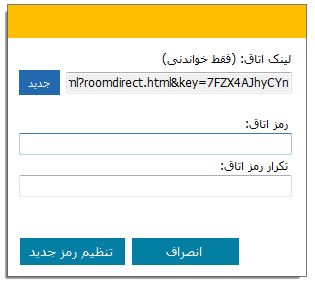 لینک اتاق: (فقط خواندنی)
ml?roomdirect.html&key=7FZX4AJhyCYn جدید
رمز اتاق:
تکرار رمز اتاق:
انصراف تنظیم رمز جدید